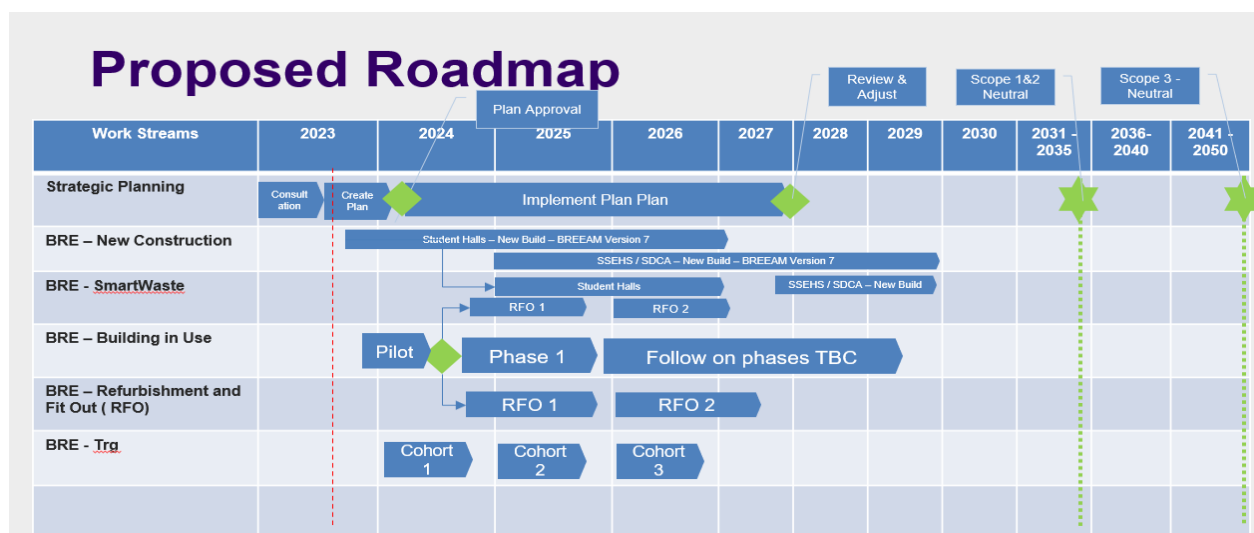 Proposed Roadmap
Plan Approval
Review &
Adjust
Scope 1&2
Neutral
Scope 3 -
Neutral
Work Streams
2023
2024
2025
2026
2027
2028
2029
2030
2031 -
2035
2036-
2040
2041 -
2050
Strategic Planning
Consult
ation
Create
Plan
Implement Plan Plan
BRE – New Construction
Student Halls – New Build – BREEAM Version 7
SSEHS / SDCA – New Build – BREEAM Version 7
BRE - SmartWaste
Student Halls
SSEHS / SDCA – New Build
RFO 1
RFO 2
BRE – Building in Use
Pilot
Phase 1
Follow on phases TBC
BRE – Refurbishment and
Fit Out ( RFO)
RFO 1
RFO 2
BRE - Trg
Cohort
1
Cohort
2
Cohort
3